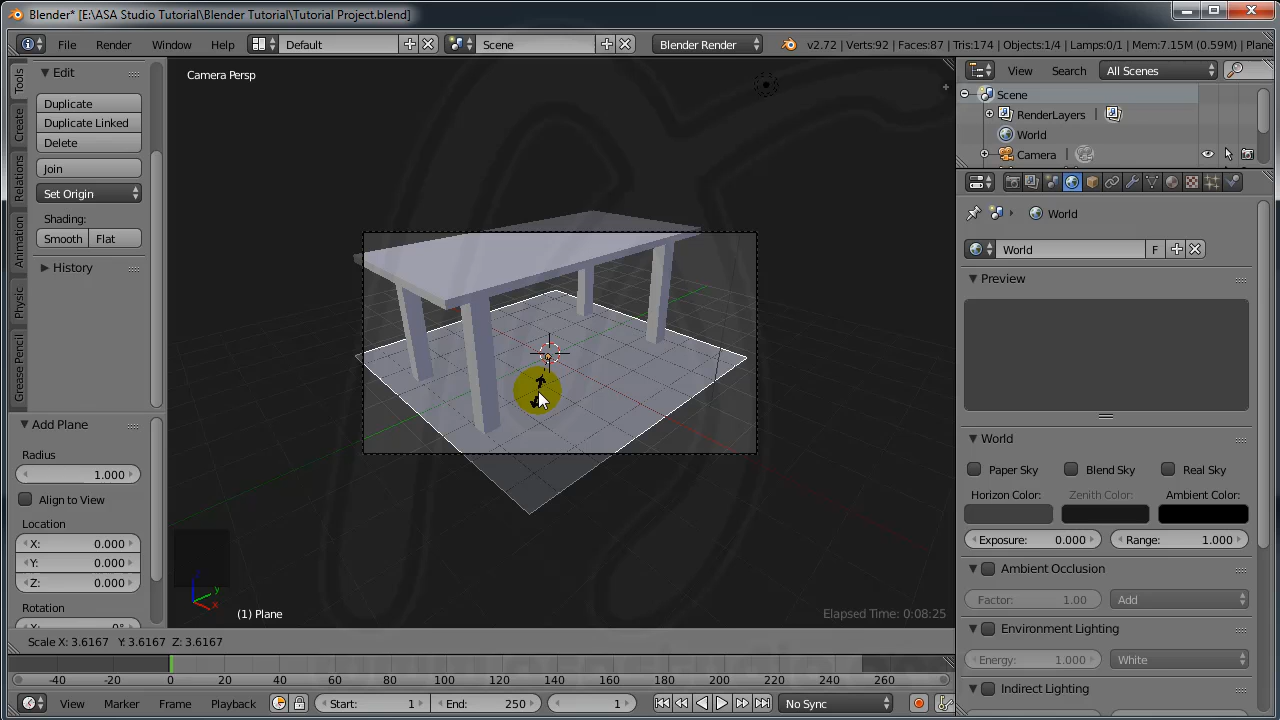 Blender* [E:\ASA Studio Tutorial\Blender Tutorial\Tutorial Project.blend]
File Render Window Help Default Scene Blender Render v2.72 | Verts:92 | Faces:87 | Tris:174 | Objects:1/4 | Lamps:0/1 | Mem:7.15M (0.59M) | Plane
Tools
Create
Relations
Animation
Physic
Grease Pencil
Edit
Duplicate
Duplicate Linked
Delete
Join
Set Origin
Shading:
Smooth Flat
History
Add Plane
Radius
1.000
Align to View
Location
X: 0.000
Y: 0.000
Z: 0.000
Rotation
Camera Persp
(1) Plane
Elapsed Time: 0:08:25
Scale X: 3.6167 Y: 3.6167 Z: 3.6167
-40 -20 0 20 40 60 80 100 120 140 160 180 200 220 240 260
View Marker Frame Playback Start: 1 End: 250 1 No Sync
View Search All Scenes
Scene
RenderLayers |
World
Camera |
World
World F
Preview
World
Paper Sky Blend Sky Real Sky
Horizon Color: Zenith Color: Ambient Color:
Exposure: 0.000 Range: 1.000
Ambient Occlusion
Factor: 1.00 Add
Environment Lighting
Energy: 1.000 White
Indirect Lighting